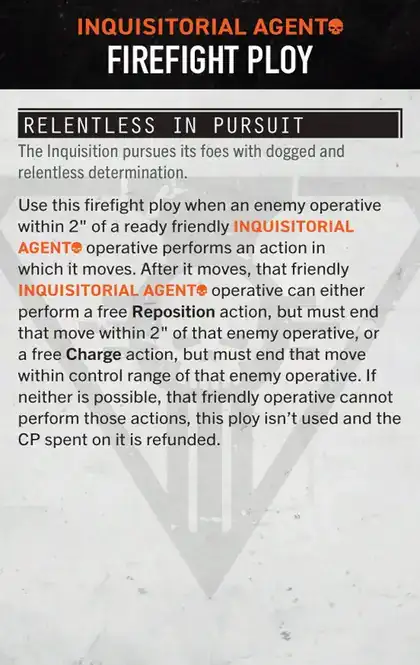 INQUISITORIAL AGENT
FIREFIGHT PLOY
RELENTLESS IN PURSUIT
The Inquisition pursues its foes with dogged and
relentless determination.
Use this firefight ploy when an enemy operative
within 2" of a ready friendly INQUISITORIAL
AGENT operative performs an action in
which it moves. After it moves, that friendly
INQUISITORIAL AGENT operative can either
perform a free Reposition action, but must end
that move within 2" of that enemy operative, or
a free Charge action, but must end that move
within control range of that enemy operative. If
neither is possible, that friendly operative cannot
perform those actions, this ploy isn't used and the
CP spent on it is refunded.